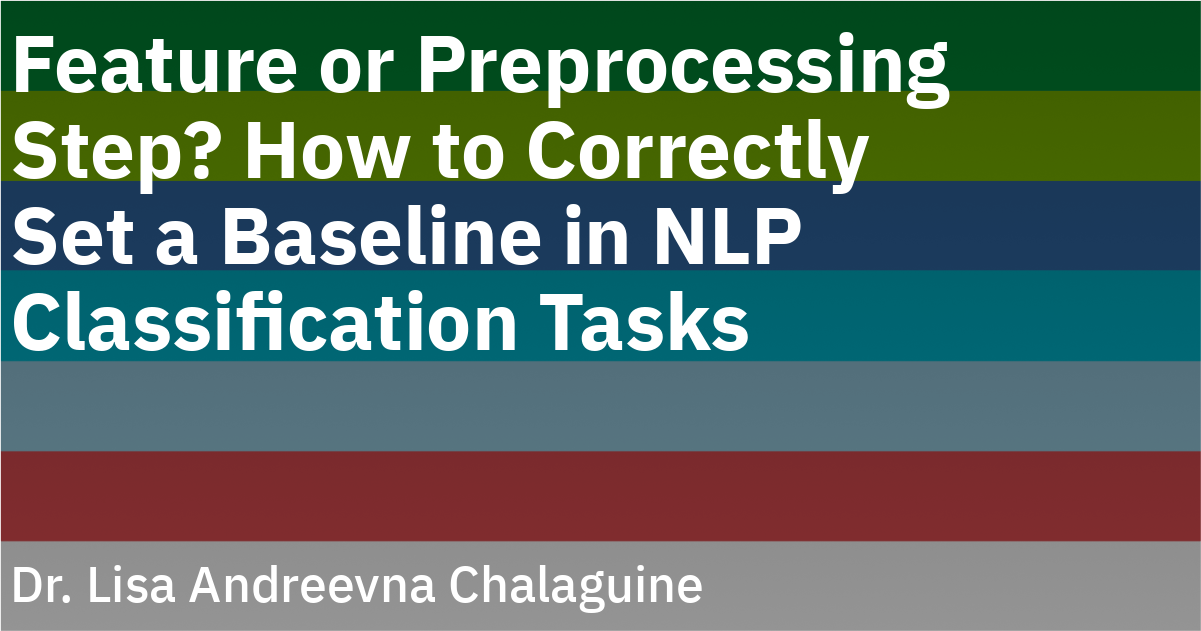 Feature or Preprocessing
Step? How to Correctly
Set a Baseline in NLP
Classification Tasks
Dr. Lisa Andreevna Chalaguine